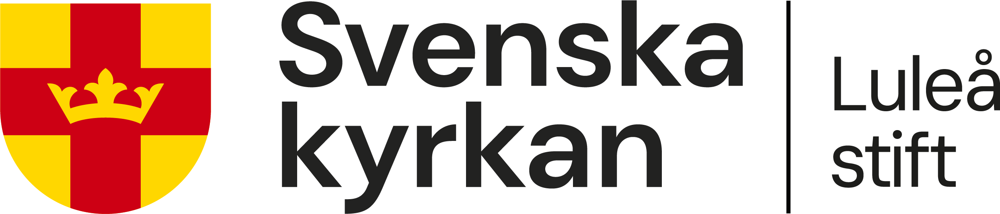 Svenska
kyrkan
Luleå
stift